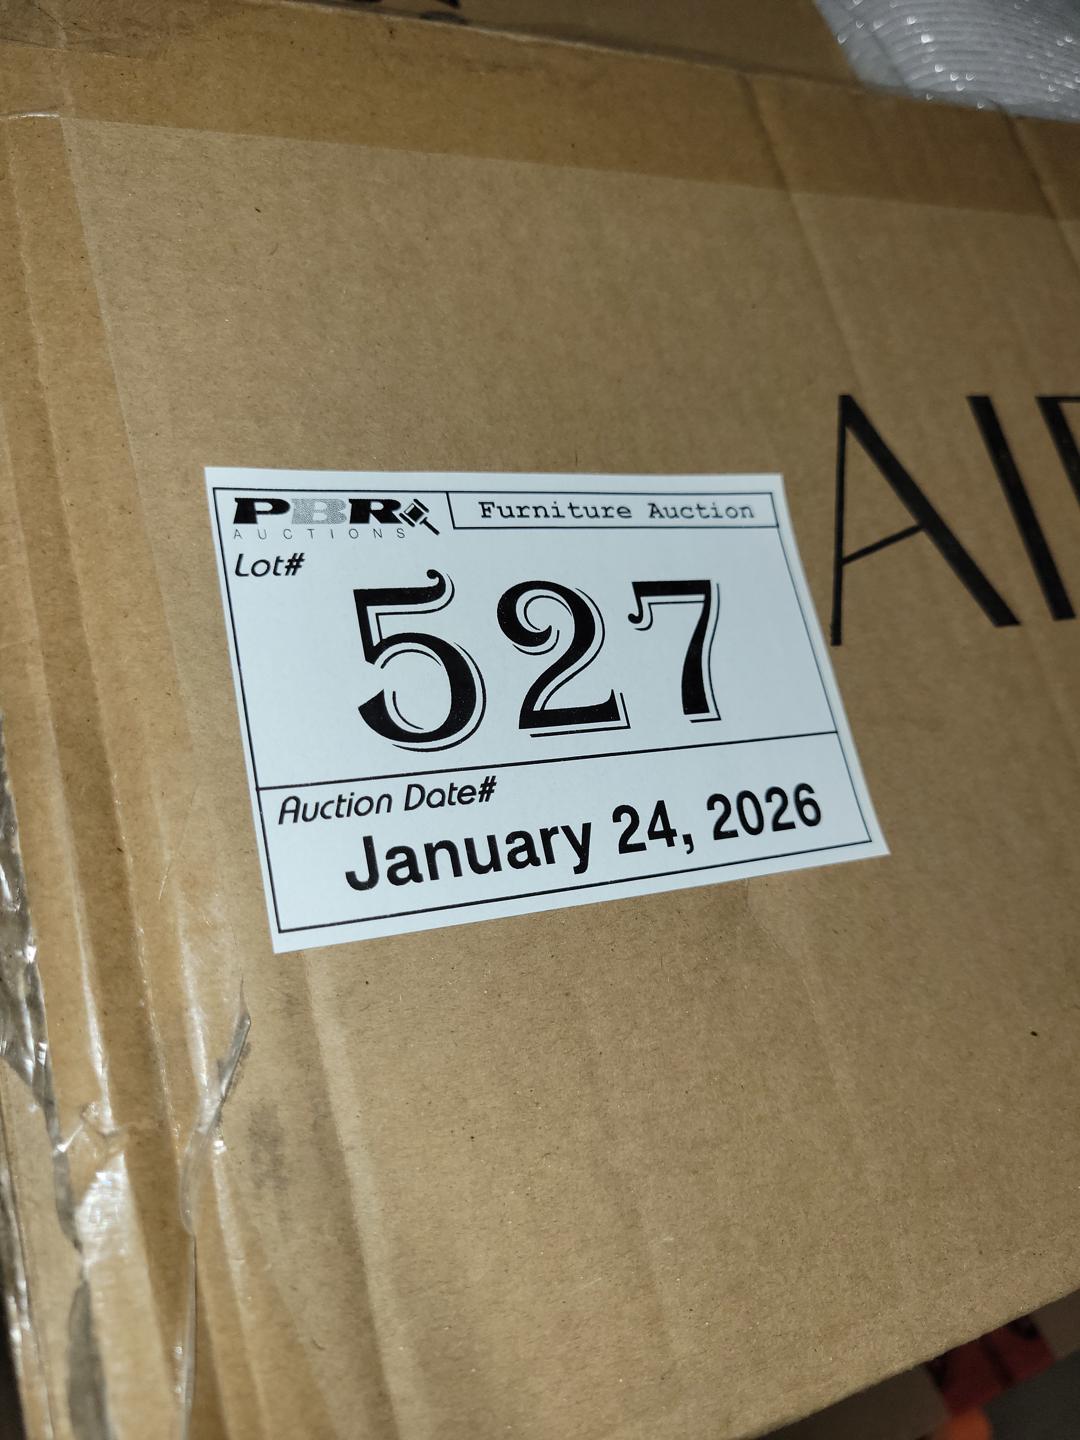 PBR
AUCTIONS
Furniture Auction
Lot#
527
Auction Date#
January 24, 2026